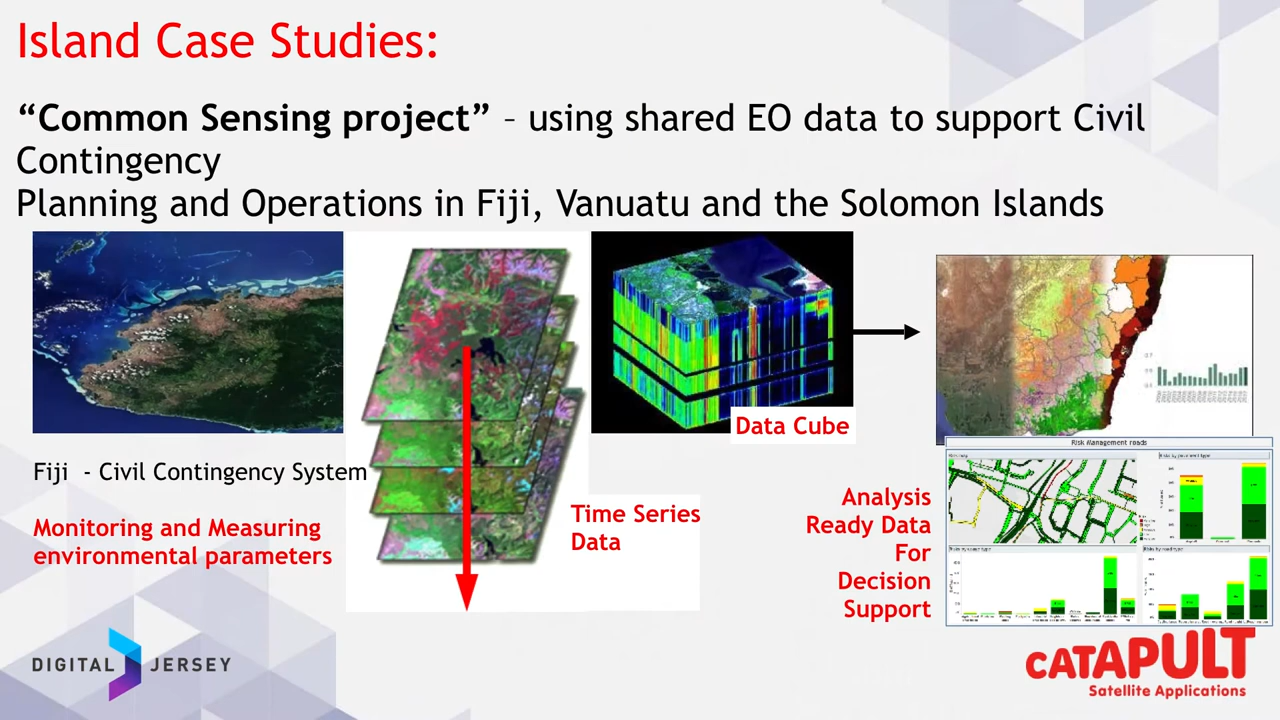 Island Case Studies:
“Common Sensing project” – using shared EO data to support Civil
Contingency
Planning and Operations in Fiji, Vanuatu and the Solomon Islands
Data Cube
Fiji - Civil Contingency System
Monitoring and Measuring
environmental parameters
Time Series
Data
Analysis
Ready Data
For
Decision
Support
Risk Management roads
DIGITAL JERSEY
CATAPULT
Satellite Applications